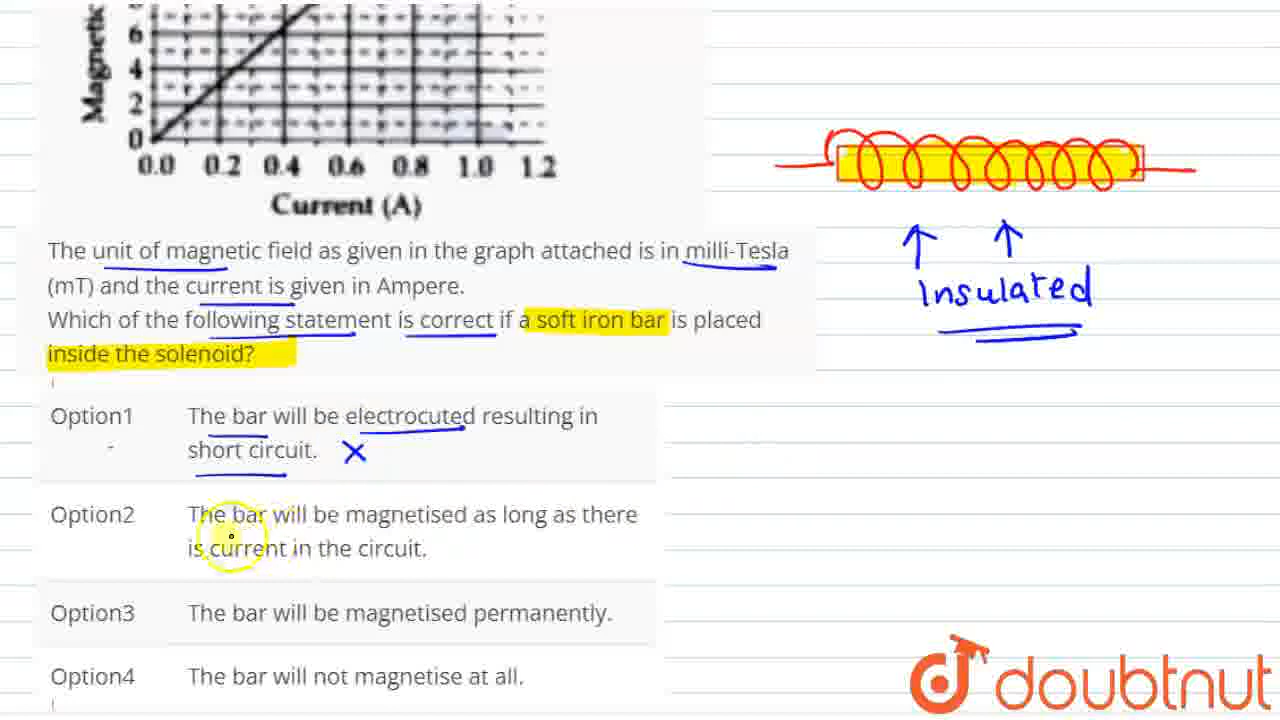 Magnetic
8
6
4
2
0
0.0 0.2 0.4 0.6 0.8 1.0 1.2
Current (A)
The unit of magnetic field as given in the graph attached is in milli-Tesla
(mT) and the current is given in Ampere.
Which of the following statement is correct if a soft iron bar is placed
inside the solenoid?
Option1 The bar will be electrocuted resulting in
short circuit. X
Option2 The bar will be magnetised as long as there
is current in the circuit.
Option3 The bar will be magnetised permanently.
Option4 The bar will not magnetise at all.
Insulated
doubtnut